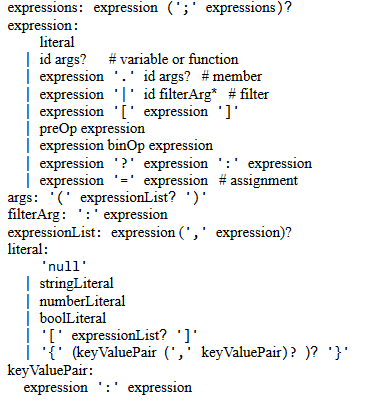 expressions: expression (';' expression)?
expression:
literal
| id args? # variable or function
| expression '.' id args? # member
| expression '|' id filterArg* # filter
| expression '[' expression ']'
| preOp expression
| expression binOp expression
| expression '?' expression ':' expression
| expression '=' expression # assignment
args: '(' expressionList? ')'
filterArg: ':' expression
expressionList: expression (',' expression)?
literal:
'null'
| stringLiteral
| numberLiteral
| boolLiteral
| '[' expressionList? ']'
| '{' (keyValuePair (',' keyValuePair)? )? '}'
keyValuePair:
expression ':' expression